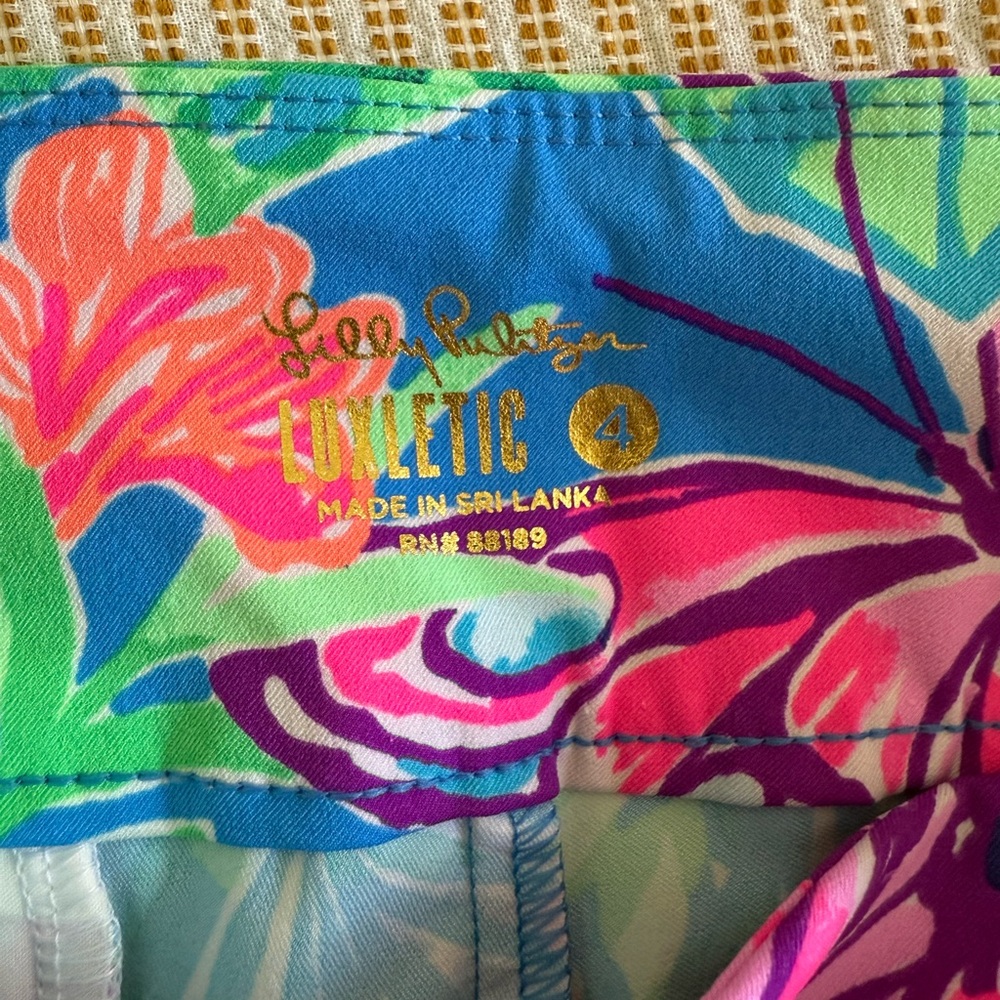 Lilly Pulitzer
LUXLETIC 4
MADE IN SRI LANKA
RN# 88189